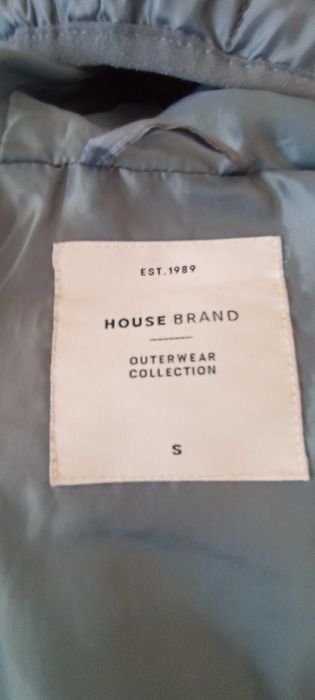 EST.1989
HOUSE BRAND
OUTERWEAR
COLLECTION
S